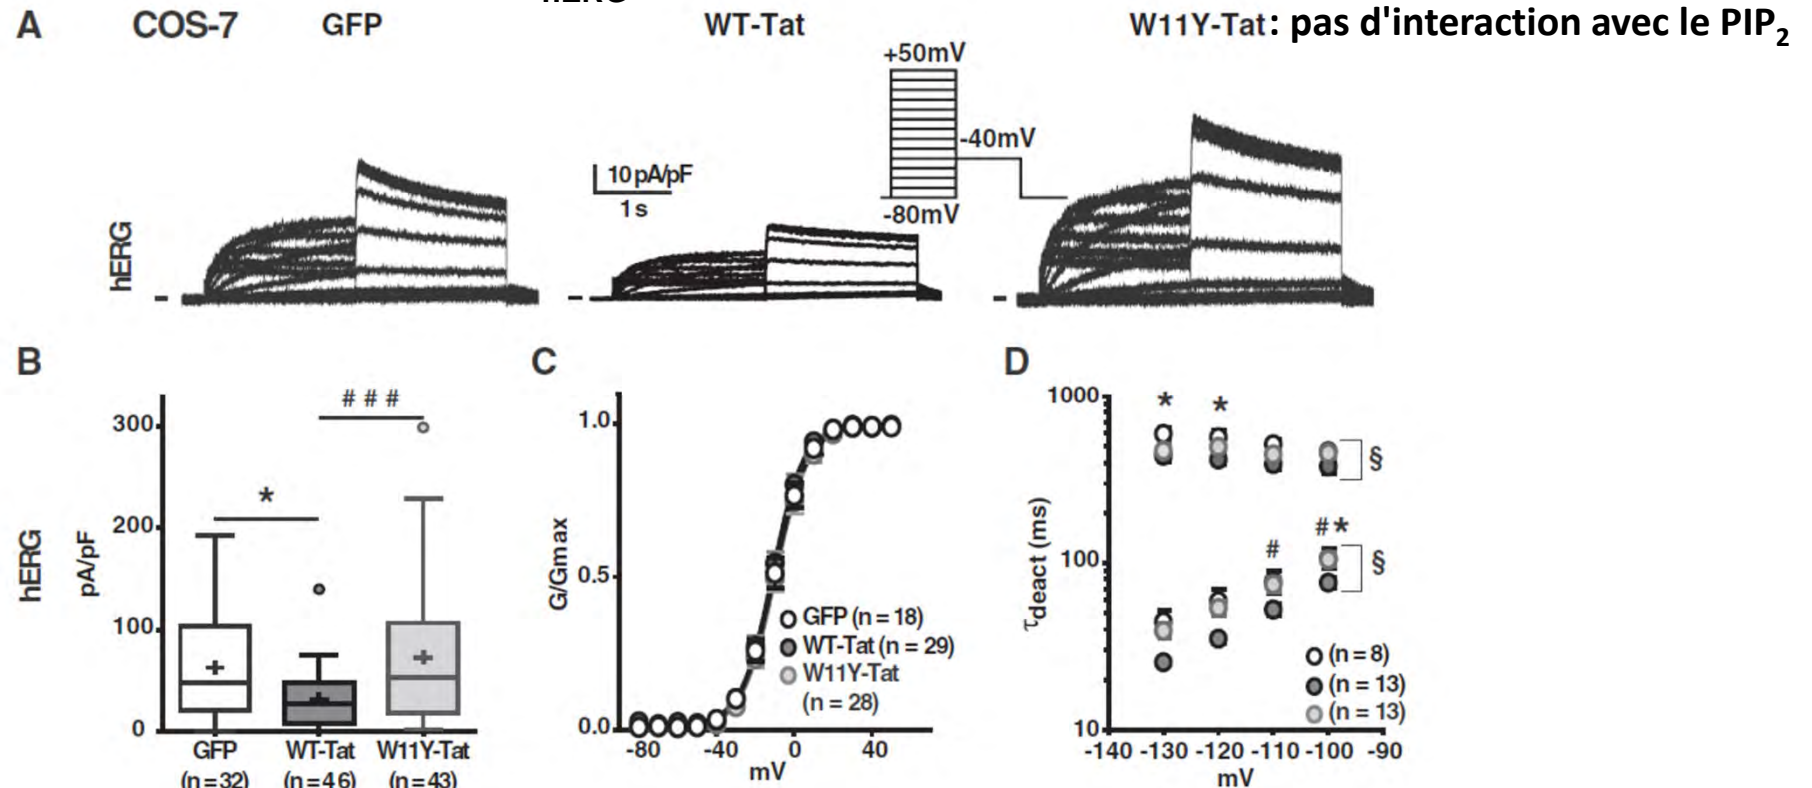 hERG
A COS-7 GFP WT-Tat W11Y-Tat: pas d'interaction avec le PIP2
+50mV
-40mV
-80mV
10 pA/pF
1 s
hERG
B
hERG
pA/pF
300
200
100
0
* # # #
GFP WT-Tat W11Y-Tat
(n=32) (n=46) (n=43)
C
G/Gmax
1.0
0.5
0.0
-80 -40 0 40
mV
GFP (n = 18)
WT-Tat (n = 29)
W11Y-Tat
(n = 28)
D
τdeact (ms)
1000
100
10
* *
§
# #*
§
(n = 8)
(n = 13)
(n = 13)
-140 -130 -120 -110 -100 -90
mV